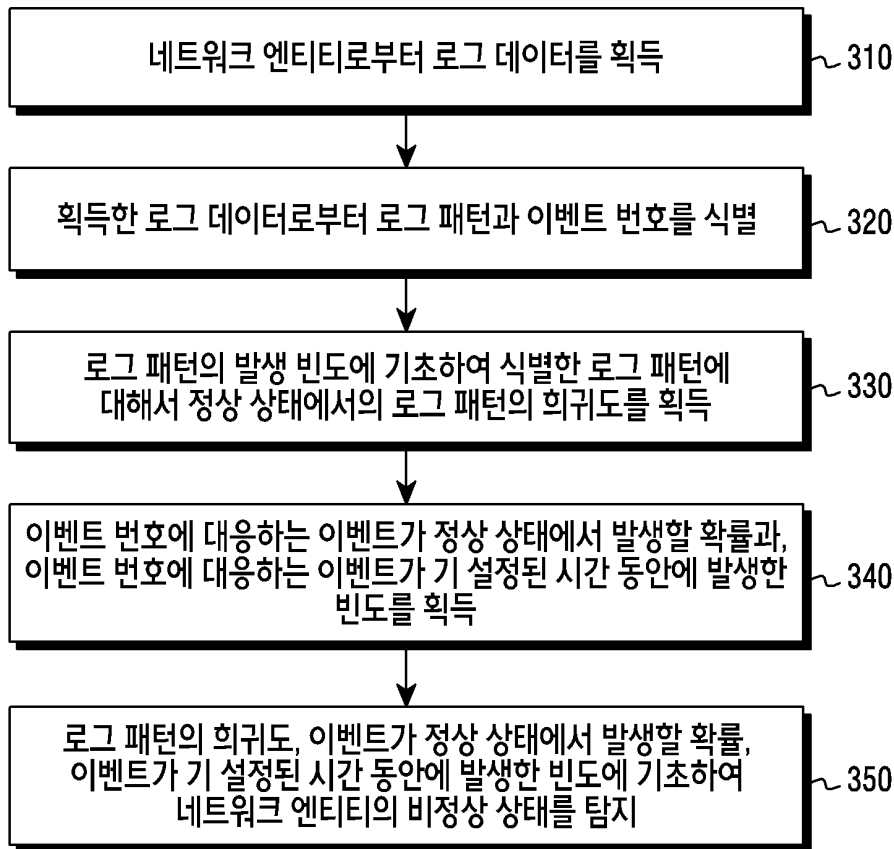 네트워크 엔티티로부터 로그 데이터를 획득
310
획득한 로그 데이터로부터 로그 패턴과 이벤트 번호를 식별
320
로그 패턴의 발생 빈도에 기초하여 식별한 로그 패턴에
대해서 정상 상태에서의 로그 패턴의 희귀도를 획득
330
이벤트 번호에 대응하는 이벤트가 정상 상태에서 발생할 확률과,
이벤트 번호에 대응하는 이벤트가 기 설정된 시간 동안에 발생한
빈도를 획득
340
로그 패턴의 희귀도, 이벤트가 정상 상태에서 발생할 확률,
이벤트가 기 설정된 시간 동안에 발생한 빈도에 기초하여
네트워크 엔티티의 비정상 상태를 탐지
350